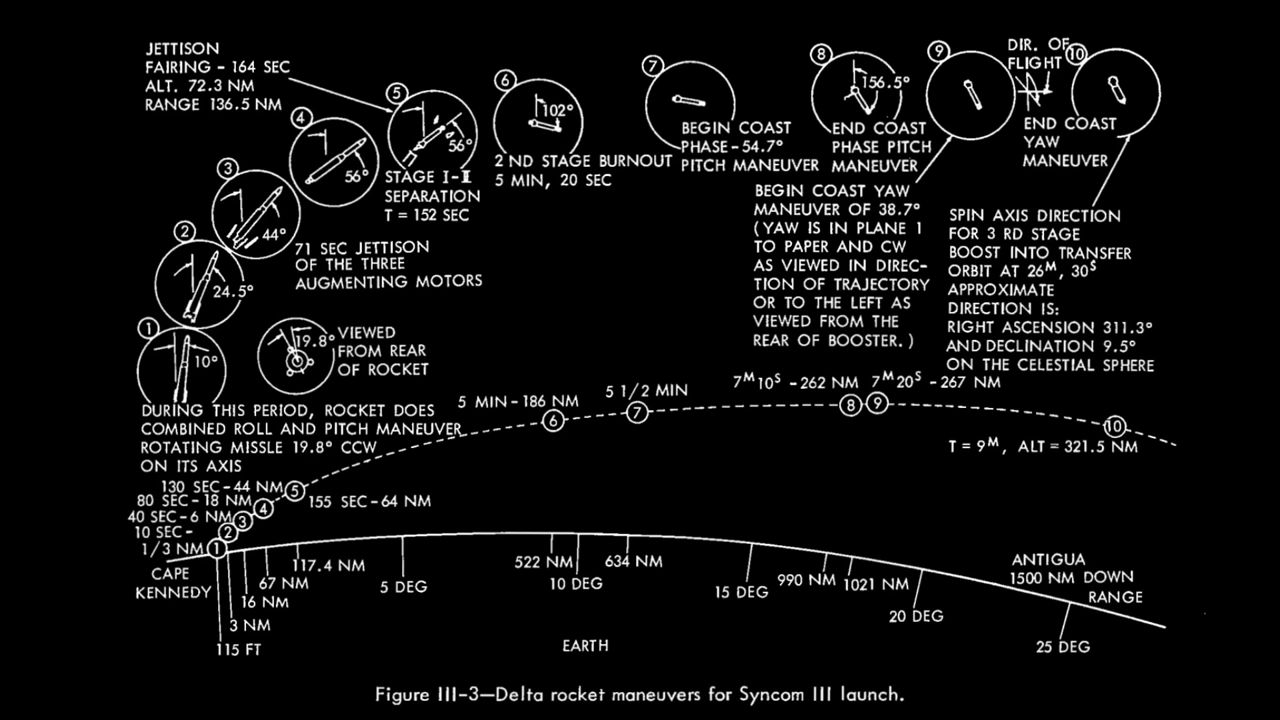 JETTISON
FAIRING - 164 SEC
ALT. 72.3 NM
RANGE 136.5 NM
5
6
102°
2 ND STAGE BURNOUT
5 MIN, 20 SEC
7
BEGIN COAST
PHASE - 54.7°
PITCH MANEUVER
8
156.5°
END COAST
PHASE PITCH
MANEUVER
9
DIR. OF
FLIGHT
10
END COAST
YAW
MANEUVER
4
56°
56°
STAGE I-II
SEPARATION
T = 152 SEC
3
44°
71 SEC JETTISON
OF THE THREE
AUGMENTING MOTORS
2
24.5°
1
10°
19.8°
VIEWED
FROM REAR
OF ROCKET
BEGIN COAST YAW
MANEUVER OF 38.7°
(YAW IS IN PLANE 1
TO PAPER AND CW
AS VIEWED IN DIREC-
TION OF TRAJECTORY
OR TO THE LEFT AS
VIEWED FROM THE
REAR OF BOOSTER.)
SPIN AXIS DIRECTION
FOR 3 RD STAGE
BOOST INTO TRANSFER
ORBIT AT 26M, 30S
APPROXIMATE
DIRECTION IS:
RIGHT ASCENSION 311.3°
AND DECLINATION 9.5°
ON THE CELESTIAL SPHERE
DURING THIS PERIOD, ROCKET DOES
COMBINED ROLL AND PITCH MANEUVER
ROTATING MISSLE 19.8° CCW
ON ITS AXIS
5 MIN - 186 NM
6
5 1/2 MIN
7
7M10S - 262 NM
8
7M20S - 267 NM
9
10
T = 9M, ALT = 321.5 NM
130 SEC - 44 NM
5
155 SEC - 64 NM
80 SEC - 18 NM
4
40 SEC - 6 NM
3
10 SEC -
1/3 NM
2
1
CAPE
KENNEDY
115 FT
3 NM
16 NM
67 NM
117.4 NM
5 DEG
522 NM
10 DEG
634 NM
15 DEG
990 NM
1021 NM
20 DEG
ANTIGUA
1500 NM DOWN
RANGE
25 DEG
EARTH
Figure III-3—Delta rocket maneuvers for Syncom III launch.